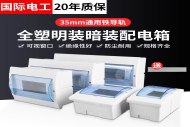 国际电工 20年质保
35mm通用铁导轨
全塑明装暗装配电箱
可视窗口 绝缘性好 防尘耐用 规格齐全
送